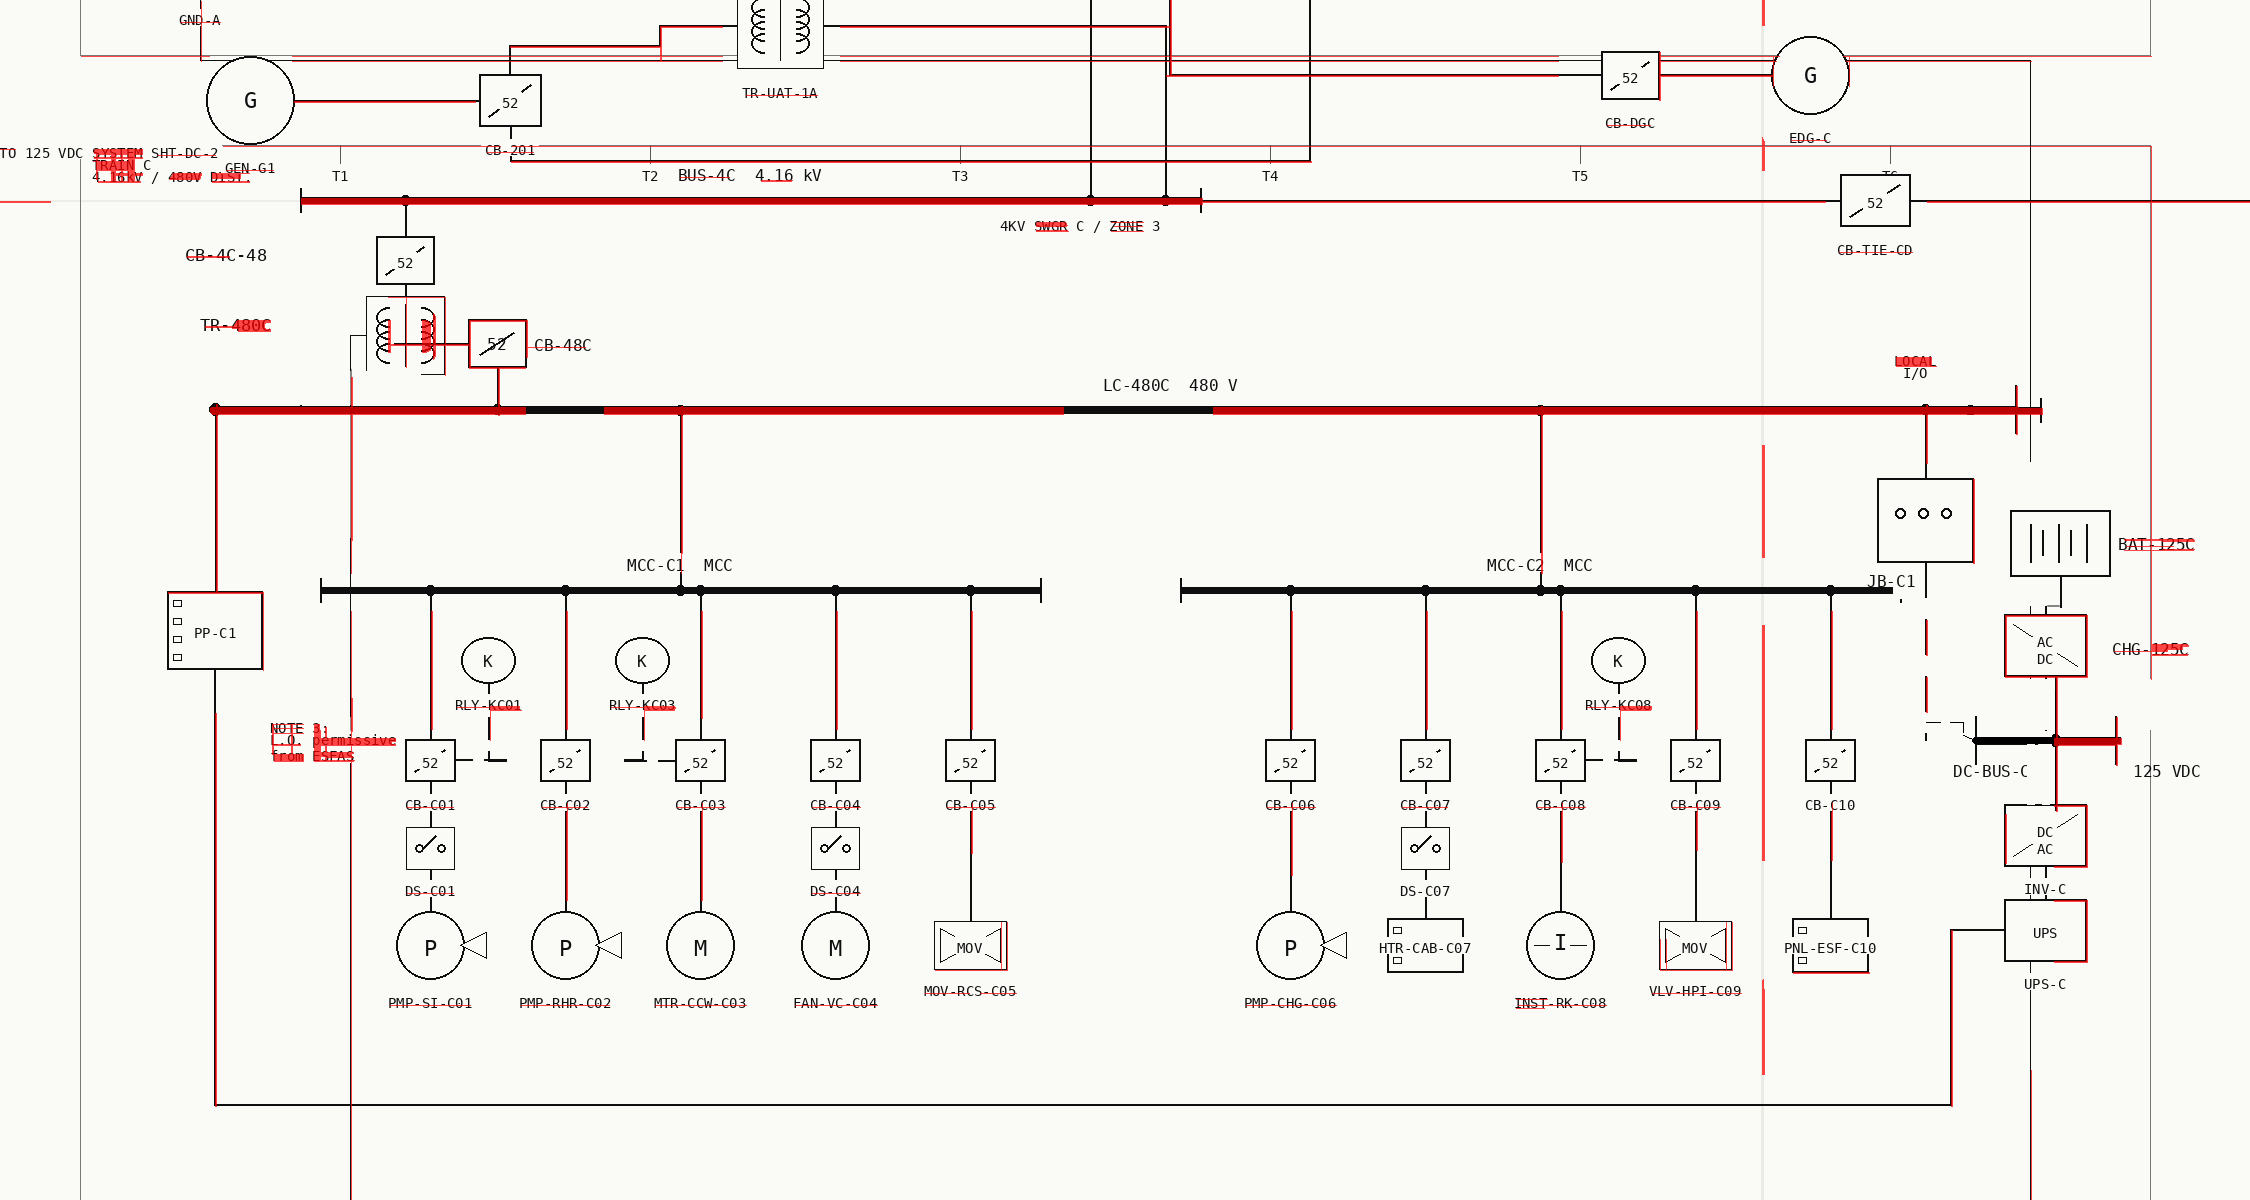 GND-A
G
52
TR-UAT-1A
52
G
CB-DGC
EDG-C
CB-201
TO 125 VDC SYSTEM SHT-DC-2
TRAIN C
4.16kV / 480V DIST.
GEN-G1
T1
T2
BUS-4C 4.16 kV
T3
T4
T5
52
4KV SWGR C / ZONE 3
CB-TIE-CD
CB-4C-48
52
TR-480C
52
CB-48C
LOCAL
I/O
LC-480C 480 V
BAT-125C
MCC-C1 MCC
MCC-C2 MCC
JB-C1
PP-C1
AC
DC
CHG-125C
K
K
K
RLY-KC01
RLY-KC03
RLY-KC08
NOTE 3:
L.O. permissive
from ESFAS
52
52
52
52
52
52
52
52
52
52
DC-BUS-C
125 VDC
CB-C01
CB-C02
CB-C03
CB-C04
CB-C05
CB-C06
CB-C07
CB-C08
CB-C09
CB-C10
DC
AC
DS-C01
DS-C04
DS-C07
INV-C
P
P
M
M
MOV
P
HTR-CAB-C07
I
MOV
PNL-ESF-C10
UPS
UPS-C
PMP-SI-C01
PMP-RHR-C02
MTR-CCW-C03
FAN-VC-C04
MOV-RCS-C05
PMP-CHG-C06
INST-RK-C08
VLV-HPI-C09